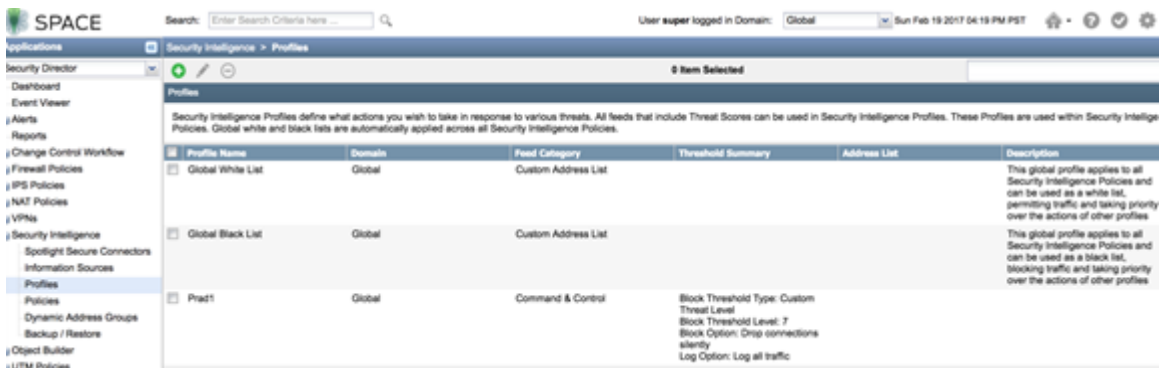 SPACE
Search: Enter Search Criteria here ...
User super logged in Domain: Global Sun Feb 19 2017 04:19 PM PST
Applications
Security Intelligence > Profiles
Security Director
0 Item Selected
Dashboard
Event Viewer
Alerts
Reports
Change Control Workflow
Firewall Policies
IPS Policies
NAT Policies
VPNs
Security Intelligence
Spotlight Secure Connectors
Information Sources
Profiles
Policies
Dynamic Address Groups
Backup / Restore
Object Builder
UTM Policies
Profiles
Security Intelligence Profiles define what actions you wish to take in response to various threats. All feeds that include Threat Scores can be used in Security Intelligence Profiles. These Profiles are used within Security Intellige
Policies. Global white and black lists are automatically applied across all Security Intelligence Policies.
Profile Name Domain Feed Category Threshold Summary Address List Description
Global White List Global Custom Address List
This global profile applies to all
Security Intelligence Policies and
can be used as a white list,
permitting traffic and taking priority
over the actions of other profiles
Global Black List Global Custom Address List
This global profile applies to all
Security Intelligence Policies and
can be used as a black list,
blocking traffic and taking priority
over the actions of other profiles
Prad1 Global Command & Control
Block Threshold Type: Custom
Threat Level
Block Threshold Level: 7
Block Option: Drop connections
silently
Log Option: Log all traffic